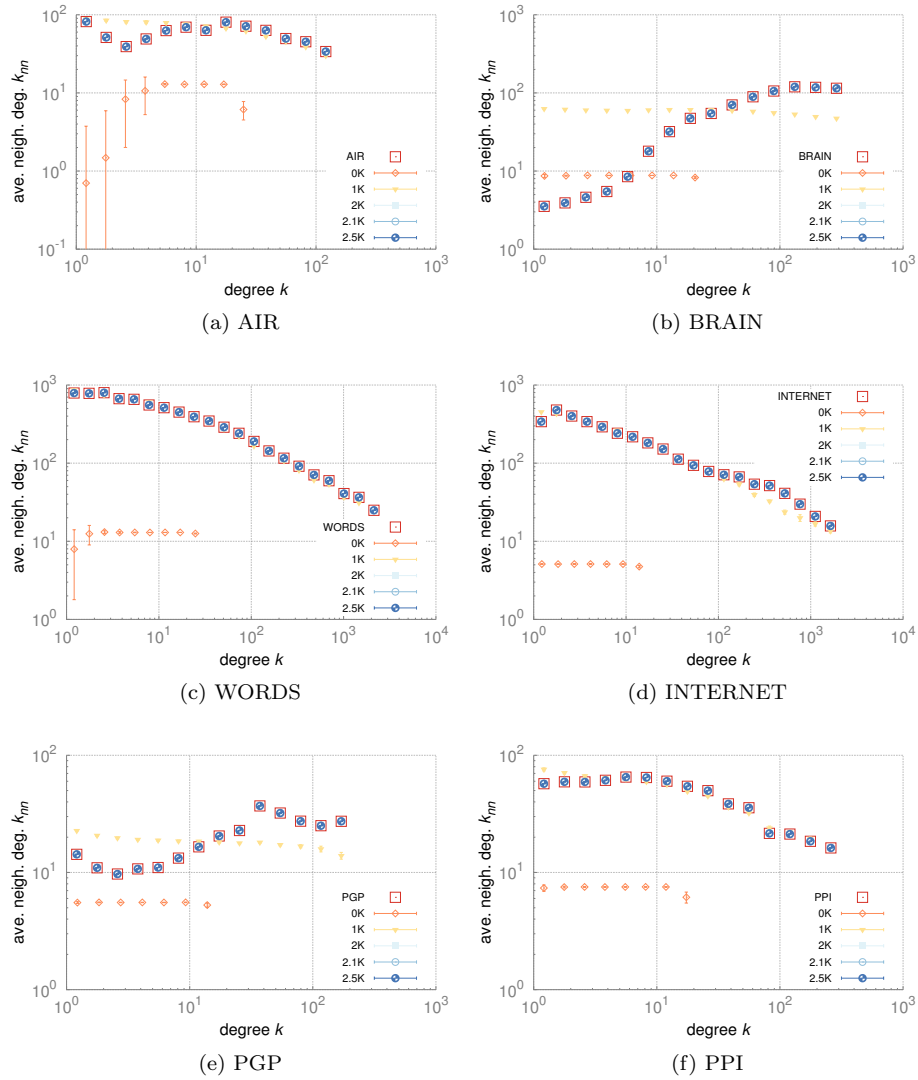 ave. neigh. deg. k_nn
10^2
10^1
10^0
10^-1
AIR
0K
1K
2K
2.1K
2.5K
10^0 10^1 10^2 10^3
degree k
(a) AIR
ave. neigh. deg. k_nn
10^3
10^2
10^1
10^0
BRAIN
0K
1K
2K
2.1K
2.5K
10^0 10^1 10^2 10^3
degree k
(b) BRAIN
ave. neigh. deg. k_nn
10^3
10^2
10^1
10^0
WORDS
0K
1K
2K
2.1K
2.5K
10^0 10^1 10^2 10^3 10^4
degree k
(c) WORDS
ave. neigh. deg. k_nn
10^3
10^2
10^1
10^0
INTERNET
0K
1K
2K
2.1K
2.5K
10^0 10^1 10^2 10^3 10^4
degree k
(d) INTERNET
ave. neigh. deg. k_nn
10^2
10^1
10^0
PGP
0K
1K
2K
2.1K
2.5K
10^0 10^1 10^2 10^3
degree k
(e) PGP
ave. neigh. deg. k_nn
10^2
10^1
10^0
PPI
0K
1K
2K
2.1K
2.5K
10^0 10^1 10^2 10^3
degree k
(f) PPI